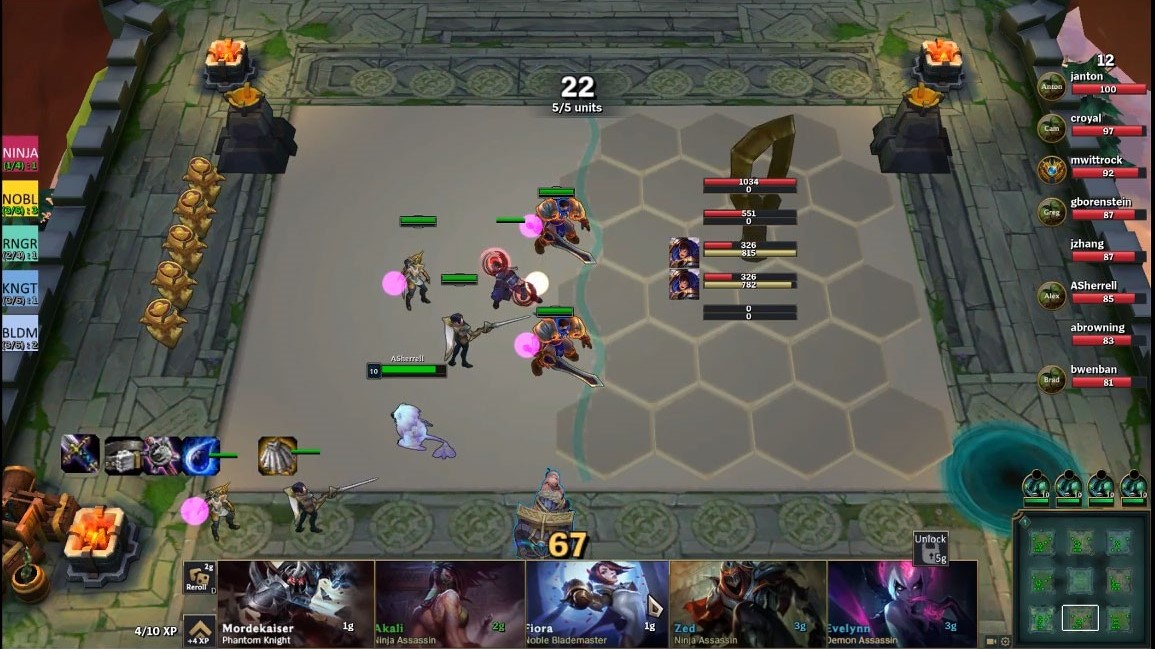 22
5/5 units
12
janton
100
croyal
97
mwittrock
92
gborenstein
87
jzhang
87
ASherrell
85
abrowning
83
bwenban
81
Anton
Cam
Greg
Alex
Brad
NINJA
(1/4) : 1
NOBL
RNGR
(2/4) : 1
KNGT
(3/6) : 1
BLDM
(3/6) : 2
1034
0
551
0
326
815
326
782
0
0
ASherrell
10
67
Unlock
5g
10
10
10
10
2g
Reroll
D
4/10 XP
+4 XP
Mordekaiser
1g
Phantom Knight
Akali
2g
Ninja Assassin
Fiora
1g
Noble Blademaster
Zed
3g
Ninja Assassin
Evelynn
3g
Demon Assassin